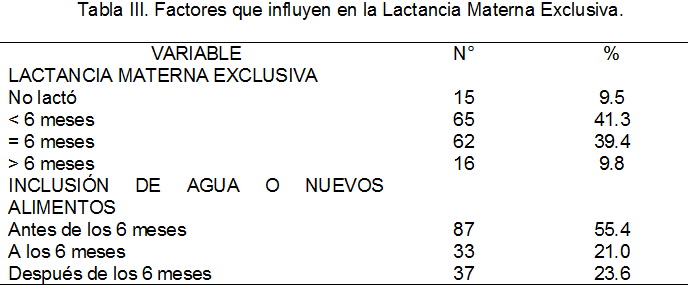 Tabla III. Factores que influyen en la Lactancia Materna Exclusiva.
VARIABLE N° %
LACTANCIA MATERNA EXCLUSIVA
No lactó 15 9.5
< 6 meses 65 41.3
= 6 meses 62 39.4
> 6 meses 16 9.8
INCLUSIÓN DE AGUA O NUEVOS
ALIMENTOS
Antes de los 6 meses 87 55.4
A los 6 meses 33 21.0
Después de los 6 meses 37 23.6